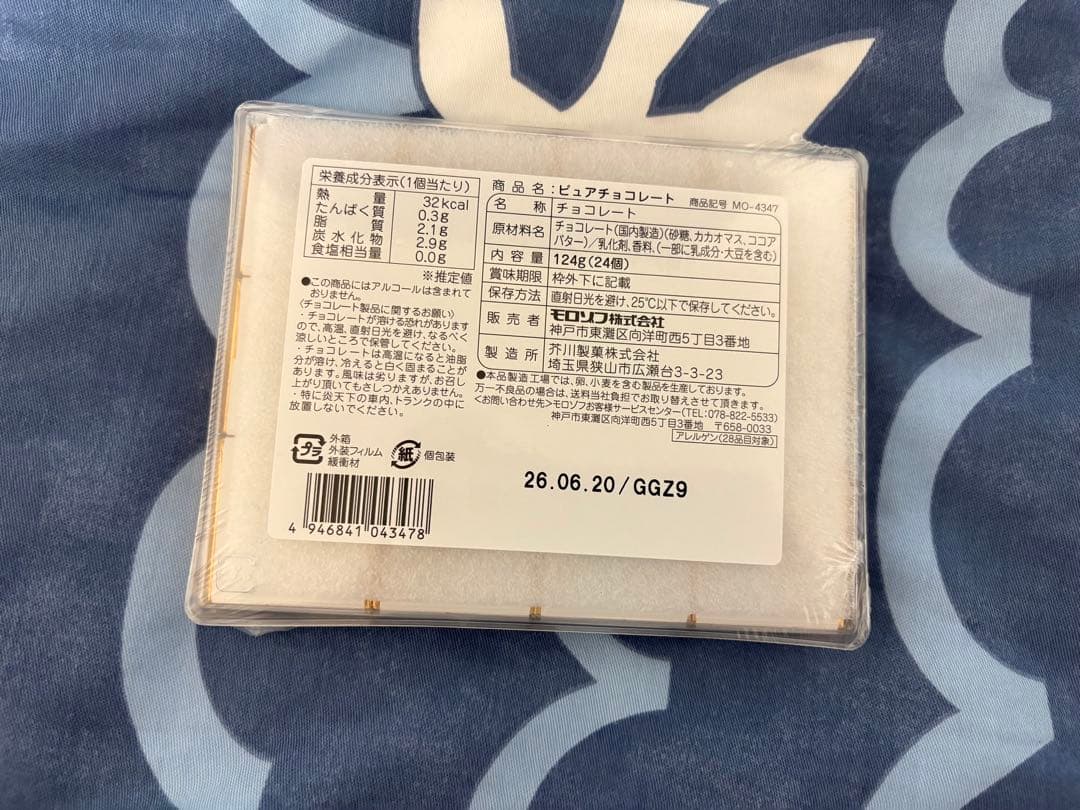 栄養成分表示(1個当たり)
熱量 32kcal
たんぱく質 0.3g
脂質 2.1g
炭水化物 2.9g
食塩相当量 0.0g
※推定値
●この商品にはアルコールは含まれて
おりません。
〈チョコレート製品に関するお願い〉
・チョコレートが溶ける恐れがあります
ので、高温、直射日光を避け、なるべく
涼しいところで保管してください。
・チョコレートは高温になると油脂
分が溶け、冷えると白く固まることが
あります。風味は劣りますが、お召し
上がり頂いてもさしつかえありません。
・特に炎天下の車内、トランクの中に
放置しないでください。
プラ
外箱
外装フィルム
緩衝材
紙
個包装
4 946841 043478
商品名:ピュアチョコレート 商品記号 MO-4347
名称 チョコレート
原材料名 チョコレート(国内製造)(砂糖、カカオマス、ココア
バター)/乳化剤、香料、(一部に乳成分・大豆を含む)
内容量 124g(24個)
賞味期限 枠外下に記載
保存方法 直射日光を避け、25℃以下で保存してください。
販売者 モロゾフ株式会社
神戸市東灘区向洋町西5丁目3番地
製造所 芥川製菓株式会社
埼玉県狭山市広瀬台3-3-23
●本品製造工場では、卵、小麦を含む製品を生産しております。
万一不良品の場合は、送料当社負担でお取り替えさせて頂きます。
<お問い合わせ先>モロゾフお客様サービスセンター(TEL:078-822-5533)
神戸市東灘区向洋町西5丁目3番地 〒658-0033
アレルゲン(28品目対象)
26.06.20/GGZ9